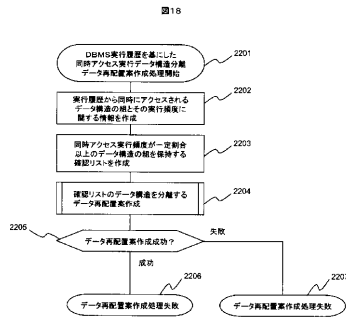 図18
DBMS実行履歴を基にした
同時アクセス実行データ構造分離
データ再配置案作成処理開始
2201
2202
実行履歴から同時にアクセスされる
データ構造の組とその実行頻度に
関する情報を作成
2203
同時アクセス実行頻度が一定割合
以上のデータ構造の組を保持する
確認リストを作成
2204
確認リストのデータ構造を分離する
データ再配置案作成
2205
データ再配置案作成成功?
失敗
成功
2206
データ再配置案作成処理失敗
2207
データ再配置案作成処理失敗